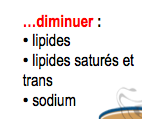 …diminuer :
• lipides
• lipides saturés et
trans
• sodium